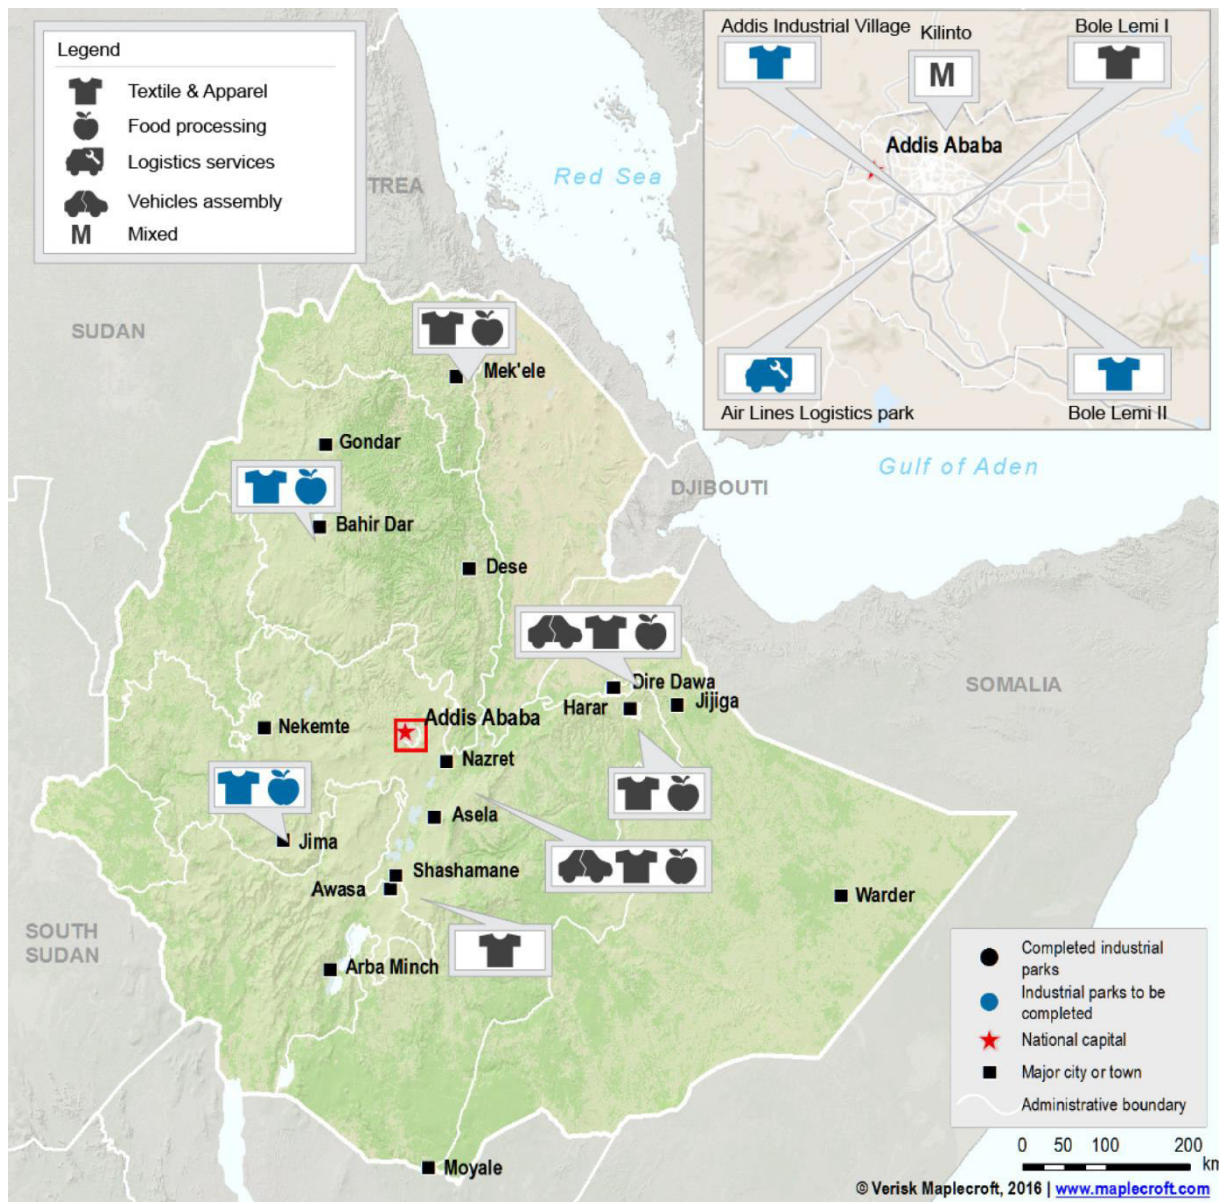 Legend
Textile & Apparel
Food processing
Logistics services
Vehicles assembly
M Mixed
Addis Industrial Village
Kilinto
Bole Lemi I
M
Addis Ababa
Air Lines Logistics park
Bole Lemi II
TREA
Red Sea
SUDAN
Mek'ele
Gondar
Gulf of Aden
DJIBOUTI
Bahir Dar
Dese
Dire Dawa
SOMALIA
Harar
Jijiga
Addis Ababa
Nekemte
Nazret
Asela
Jima
Shashamane
Awasa
Warder
SOUTH
SUDAN
Arba Minch
Moyale
Completed industrial
parks
Industrial parks to be
completed
National capital
Major city or town
Administrative boundary
0 50 100 200
km
© Verisk Maplecroft, 2016 | www.maplecroft.com